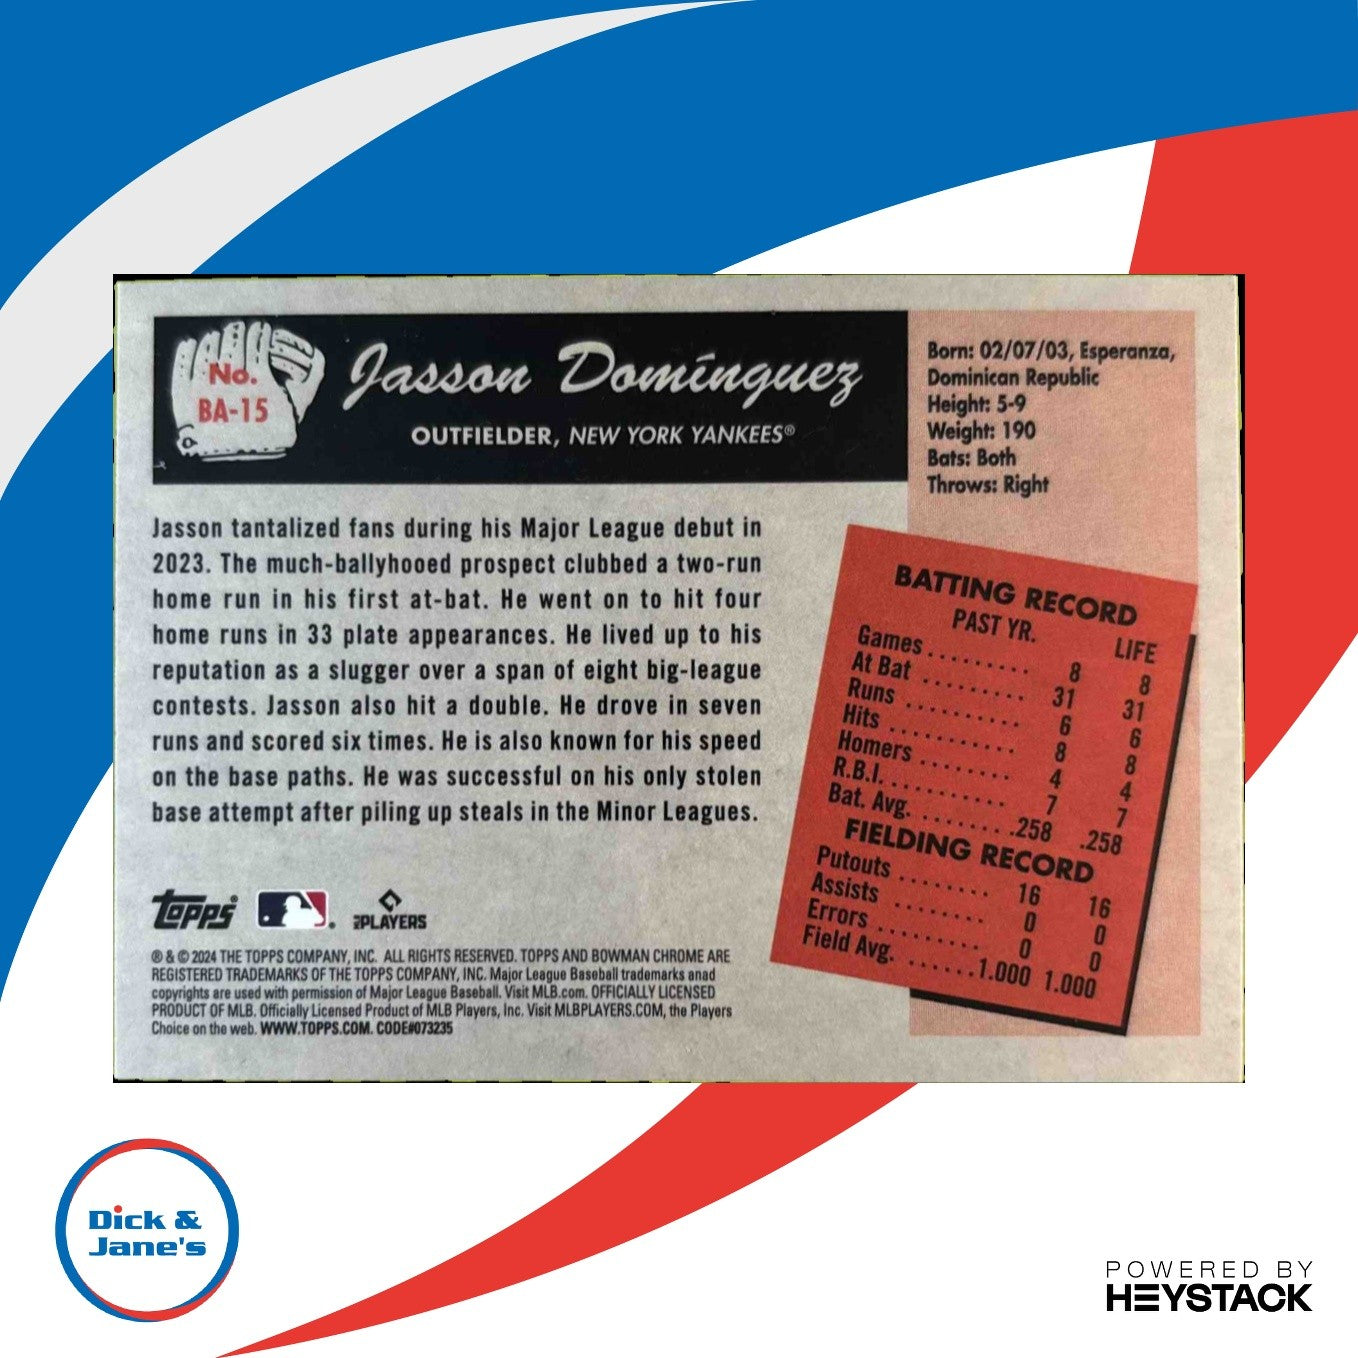 No.
BA-15
Jasson Domínguez
OUTFIELDER, NEW YORK YANKEES®
Born: 02/07/03, Esperanza,
Dominican Republic
Height: 5-9
Weight: 190
Bats: Both
Throws: Right
Jasson tantalized fans during his Major League debut in
2023. The much-ballyhooed prospect clubbed a two-run
home run in his first at-bat. He went on to hit four
home runs in 33 plate appearances. He lived up to his
reputation as a slugger over a span of eight big-league
contests. Jasson also hit a double. He drove in seven
runs and scored six times. He is also known for his speed
on the base paths. He was successful on his only stolen
base attempt after piling up steals in the Minor Leagues.
BATTING RECORD
PAST YR. LIFE
Games.......... 8 8
At Bat .......... 31 31
Runs .......... 6 6
Hits .......... 8 8
Homers ........ 4 4
R.B.I. .......... 7 7
Bat. Avg. ........ .258 .258
FIELDING RECORD
Putouts ........ 16 16
Assists ........ 0 0
Errors ......... 0 0
Field Avg. .......1.000 1.000
topps®
MLB PLAYERS
® & © 2024 THE TOPPS COMPANY, INC. ALL RIGHTS RESERVED. TOPPS AND BOWMAN CHROME ARE
REGISTERED TRADEMARKS OF THE TOPPS COMPANY, INC. Major League Baseball trademarks anad
copyrights are used with permission of Major League Baseball. Visit MLB.com. OFFICIALLY LICENSED
PRODUCT OF MLB. Officially Licensed Product of MLB Players, Inc. Visit MLBPLAYERS.COM, the Players
Choice on the web. WWW.TOPPS.COM. CODE#073235
Dick &
Jane's
POWERED BY
HEYSTACK